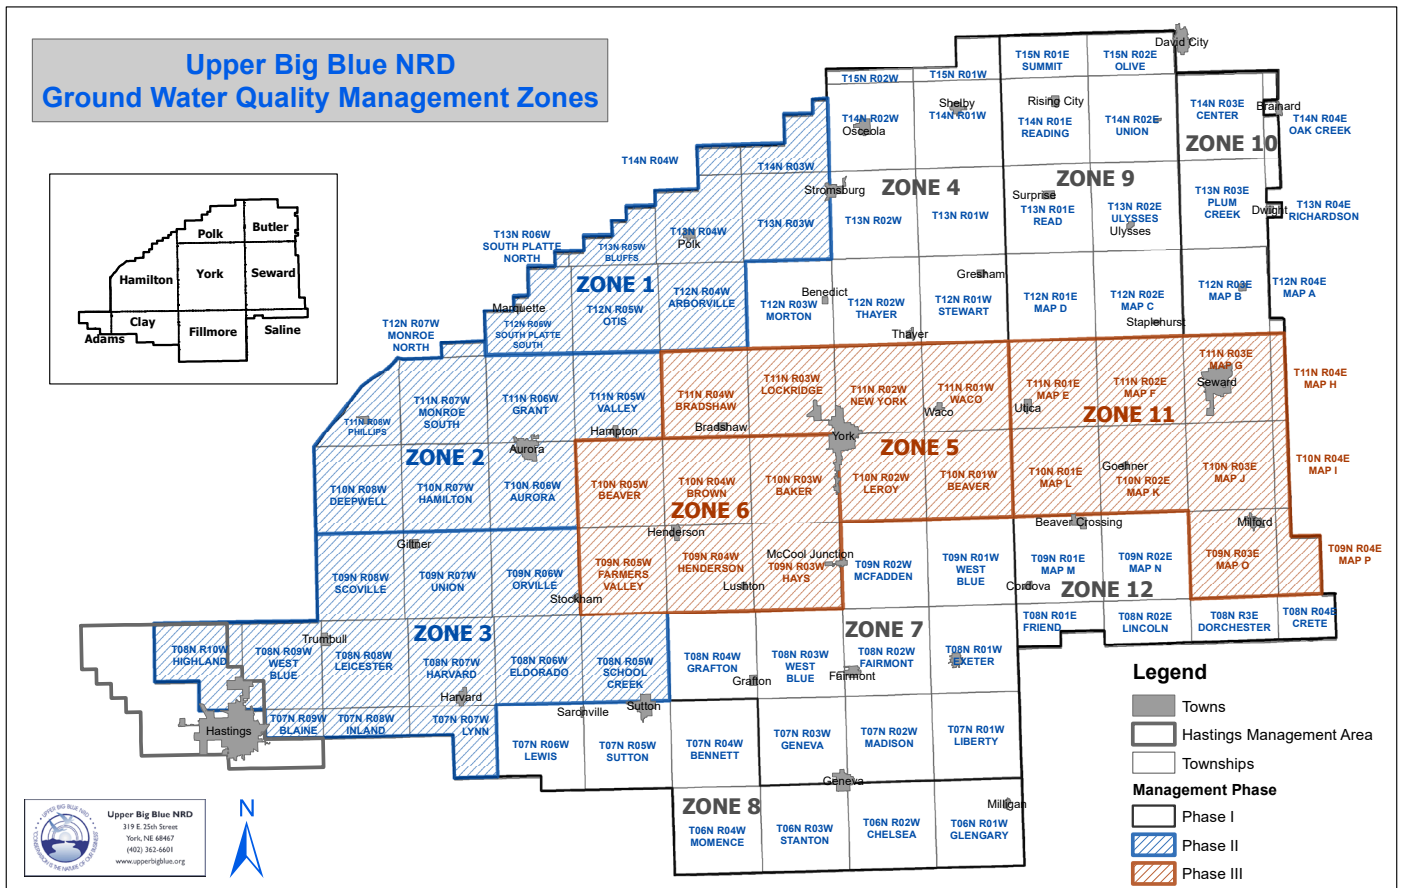 Upper Big Blue NRD
Ground Water Quality Management Zones
Polk
Butler
Hamilton
York
Seward
Clay
Adams
Fillmore
Saline
David City
T15N R02W
T15N R01W
T15N R01E
SUMMIT
T15N R02E
OLIVE
T14N R02W
Osceola
Shelby
T14N R01W
Rising City
T14N R01E
READING
T14N R02E
UNION
T14N R03E
CENTER
Brainard
T14N R04E
OAK CREEK
ZONE 10
T14N R04W
T14N R03W
Stromsburg
ZONE 4
ZONE 9
Surprise
T13N R06W
SOUTH PLATTE
NORTH
T13N R05W
BLUFFS
T13N R04W
Polk
T13N R03W
T13N R02W
T13N R01W
T13N R01E
READ
T13N R02E
ULYSSES
Ulysses
T13N R03E
PLUM
CREEK
Dwight
T13N R04E
RICHARDSON
ZONE 1
Marquette
T12N R07W
MONROE
NORTH
T12N R06W
SOUTH PLATTE
SOUTH
T12N R05W
OTIS
T12N R04W
ARBORVILLE
Benedict
T12N R03W
MORTON
T12N R02W
THAYER
Thayer
Gresham
T12N R01W
STEWART
T12N R01E
MAP D
T12N R02E
MAP C
Staplehurst
T12N R03E
MAP B
T12N R04E
MAP A
T11N R08W
PHILLIPS
T11N R07W
MONROE
SOUTH
T11N R06W
GRANT
T11N R05W
VALLEY
Hampton
T11N R04W
BRADSHAW
Bradshaw
T11N R03W
LOCKRIDGE
T11N R02W
NEW YORK
York
T11N R01W
WACO
Waco
T11N R01E
MAP E
Utica
T11N R02E
MAP F
T11N R03E
MAP G
Seward
T11N R04E
MAP H
ZONE 11
ZONE 2
Aurora
ZONE 5
Goehner
T10N R08W
DEEPWELL
T10N R07W
HAMILTON
T10N R06W
AURORA
T10N R05W
BEAVER
T10N R04W
BROWN
T10N R03W
BAKER
T10N R02W
LEROY
T10N R01W
BEAVER
T10N R01E
MAP L
T10N R02E
MAP K
T10N R03E
MAP J
T10N R04E
MAP I
ZONE 6
Henderson
Beaver Crossing
Milford
Giltner
McCool Junction
T09N R08W
SCOVILLE
T09N R07W
UNION
T09N R06W
ORVILLE
Stockham
T09N R05W
FARMERS
VALLEY
T09N R04W
HENDERSON
Lushton
T09N R03W
HAYS
T09N R02W
MCFADDEN
T09N R01W
WEST
BLUE
T09N R01E
MAP M
Cordova
T09N R02E
MAP N
T09N R03E
MAP O
T09N R04E
MAP P
ZONE 12
ZONE 3
ZONE 7
Trumbull
T08N R10W
HIGHLAND
T08N R09W
WEST
BLUE
T08N R08W
LEICESTER
T08N R07W
HARVARD
Harvard
T08N R06W
ELDORADO
T08N R05W
SCHOOL
CREEK
T08N R04W
GRAFTON
Grafton
T08N R03W
WEST
BLUE
T08N R02W
FAIRMONT
Fairmont
T08N R01W
EXETER
T08N R01E
FRIEND
T08N R02E
LINCOLN
T08N R3E
DORCHESTER
T08N R04E
CRETE
Hastings
T07N R09W
BLAINE
T07N R08W
INLAND
T07N R07W
LYNN
Saronville
Sutton
T07N R06W
LEWIS
T07N R05W
SUTTON
T07N R04W
BENNETT
T07N R03W
GENEVA
T07N R02W
MADISON
T07N R01W
LIBERTY
Geneva
ZONE 8
Milligan
T06N R04W
MOMENCE
T06N R03W
STANTON
T06N R02W
CHELSEA
T06N R01W
GLENGARY
Legend
Towns
Hastings Management Area
Townships
Management Phase
Phase I
Phase II
Phase III
UPPER BIG BLUE NRD
CONSERVATION IS THE NATURE OF OUR BUSINESS
Upper Big Blue NRD
319 E. 25th Street
York, NE 68467
(402) 362-6601
www.upperbigblue.org
N